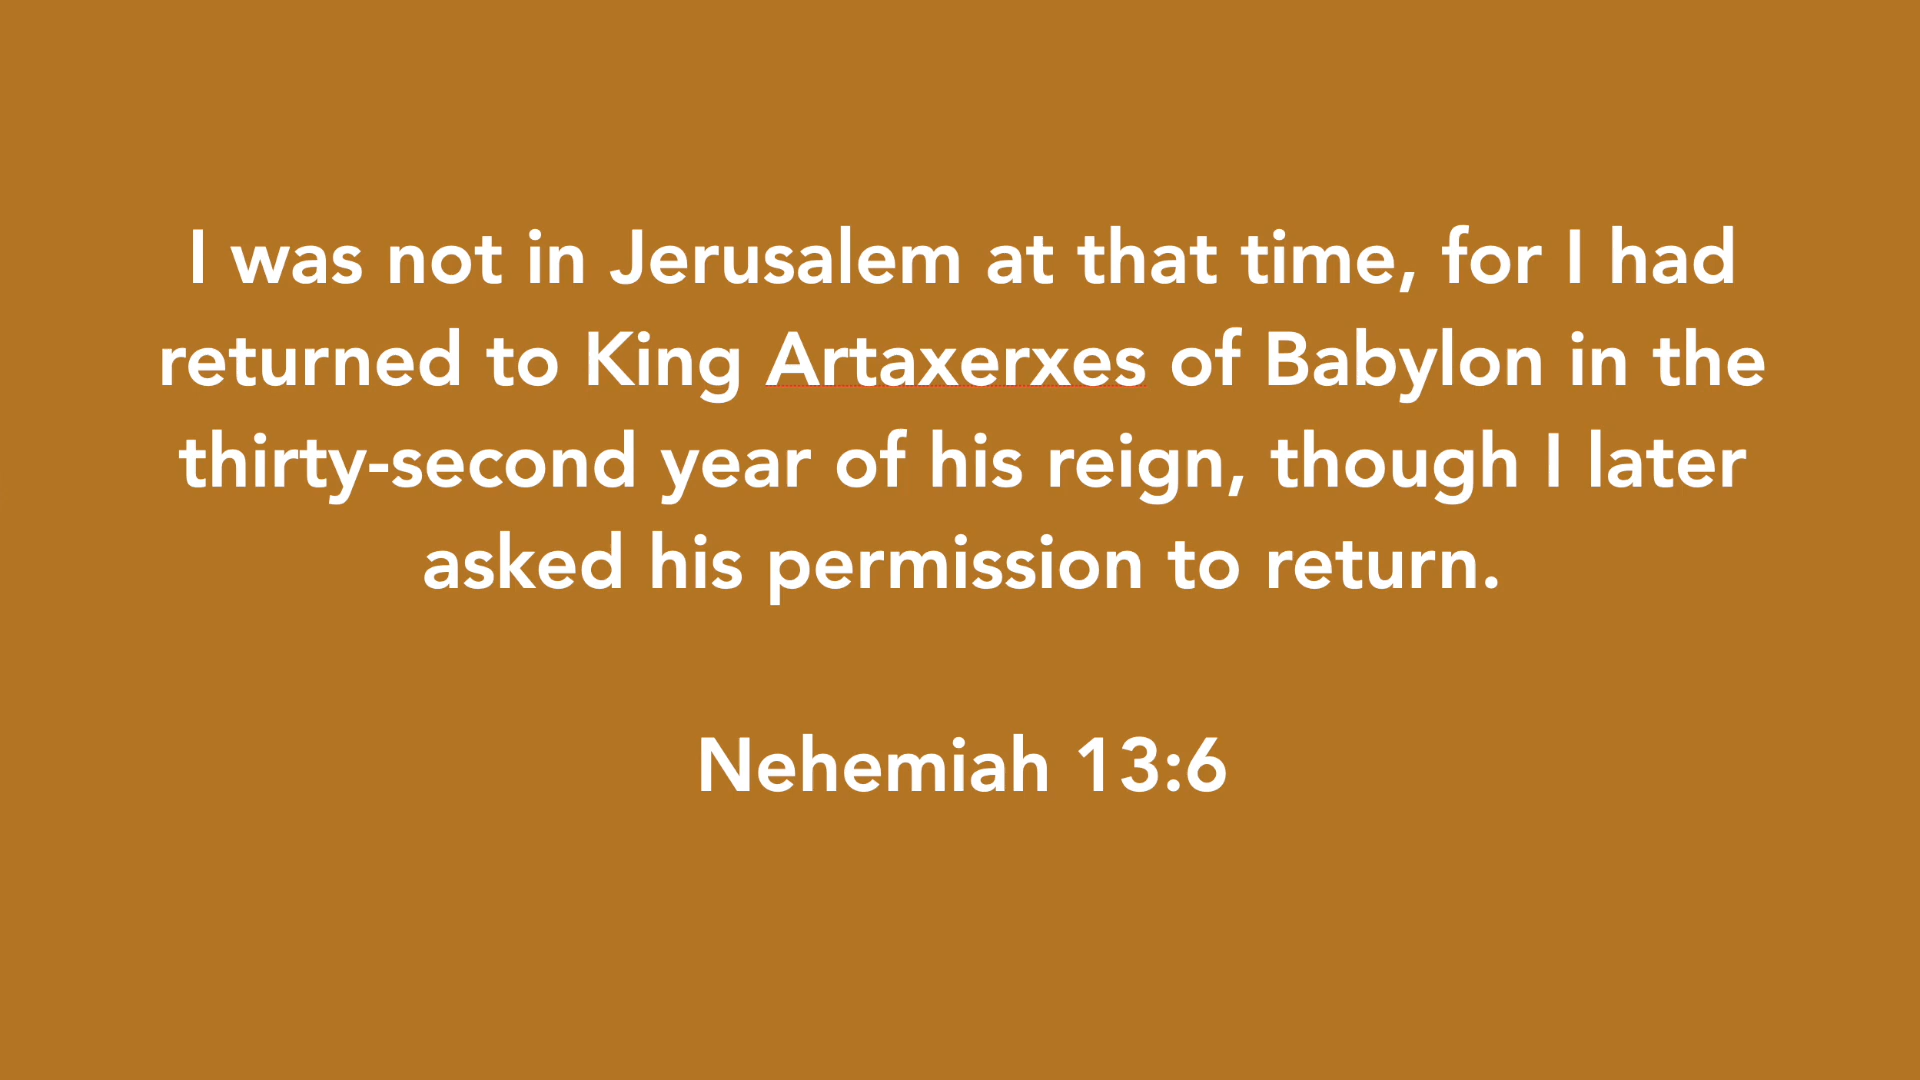 I was not in Jerusalem at that time, for I had
returned to King Artaxerxes of Babylon in the
thirty-second year of his reign, though I later
asked his permission to return.
Nehemiah 13:6